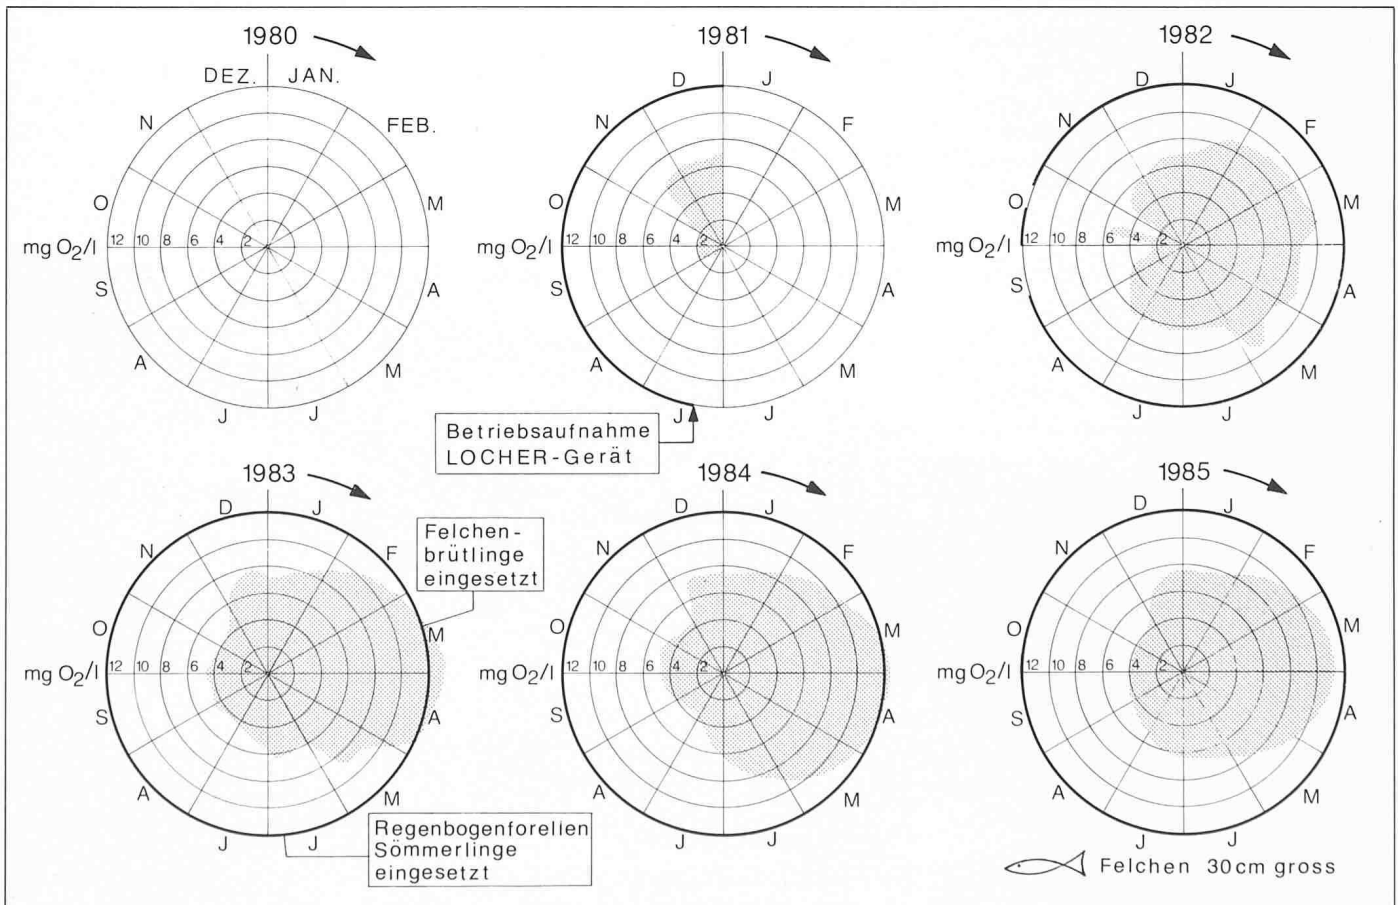 1980
DEZ. JAN.
N FEB.
O M
mg O2/l 12 10 8 6 4 2
S A
A M
J J
1981
D J
N F
O M
mg O2/l 12 10 8 6 4 2
S A
A M
J J
Betriebsaufnahme
LOCHER-Gerät
1982
D J
N F
O M
mg O2/l 12 10 8 6 4 2
S A
A M
J J
1983
D J
N F
O M
mg O2/l 12 10 8 6 4 2
S A
A M
J J
Felchen-
brütlinge
eingesetzt
Regenbogenforellen
Sömmerlinge
eingesetzt
1984
D J
N F
O M
mg O2/l 12 10 8 6 4 2
S A
A M
J J
1985
D J
N F
O M
mg O2/l 12 10 8 6 4 2
S A
A M
J J
Felchen 30cm gross